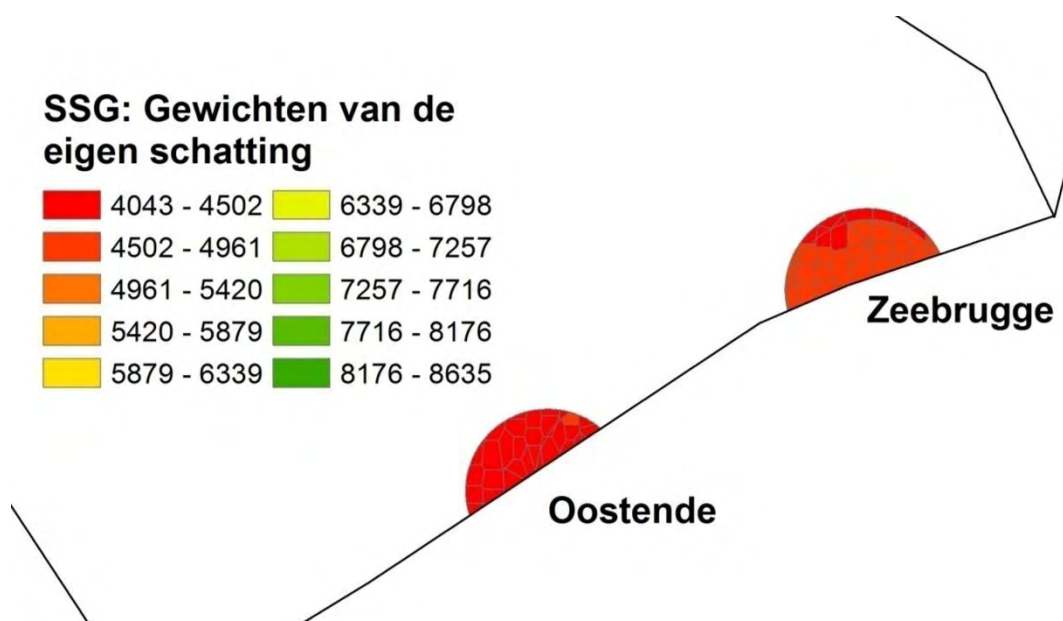 SSG: Gewichten van de
eigen schatting
4043 - 4502
4502 - 4961
4961 - 5420
5420 - 5879
5879 - 6339
6339 - 6798
6798 - 7257
7257 - 7716
7716 - 8176
8176 - 8635
Zeebrugge
Oostende